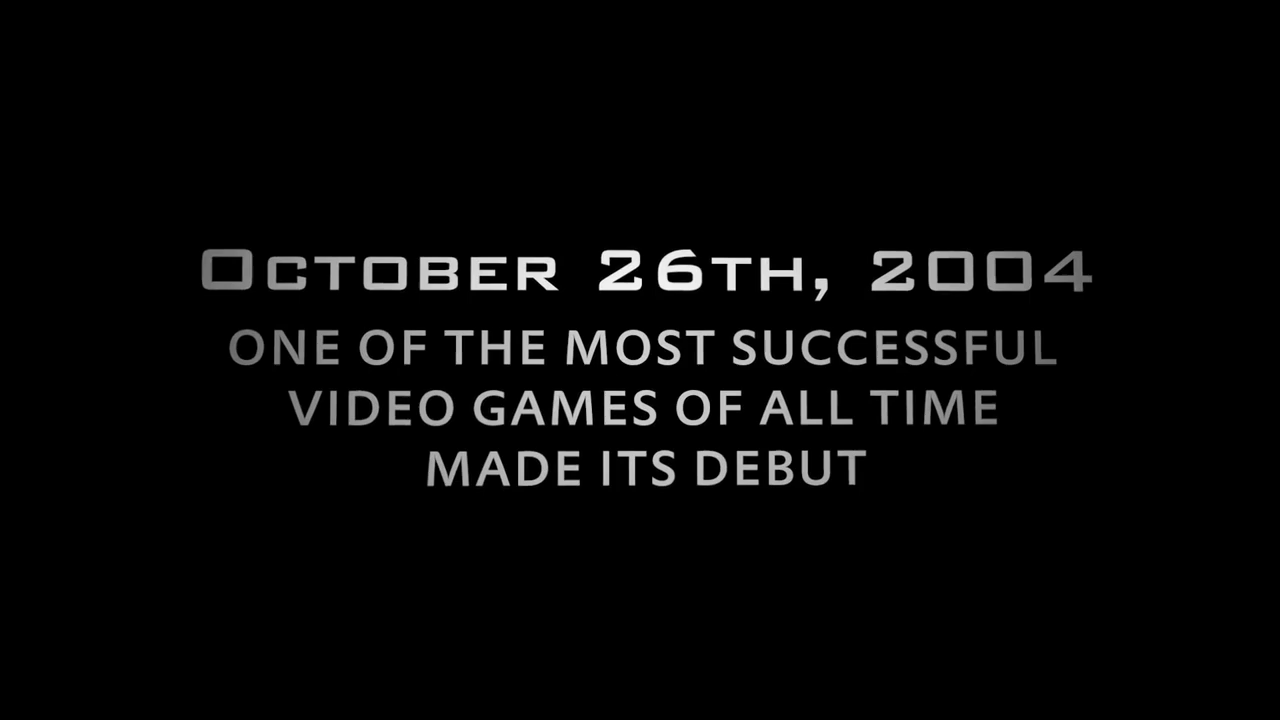 October 26th, 2004
ONE OF THE MOST SUCCESSFUL
VIDEO GAMES OF ALL TIME
MADE ITS DEBUT